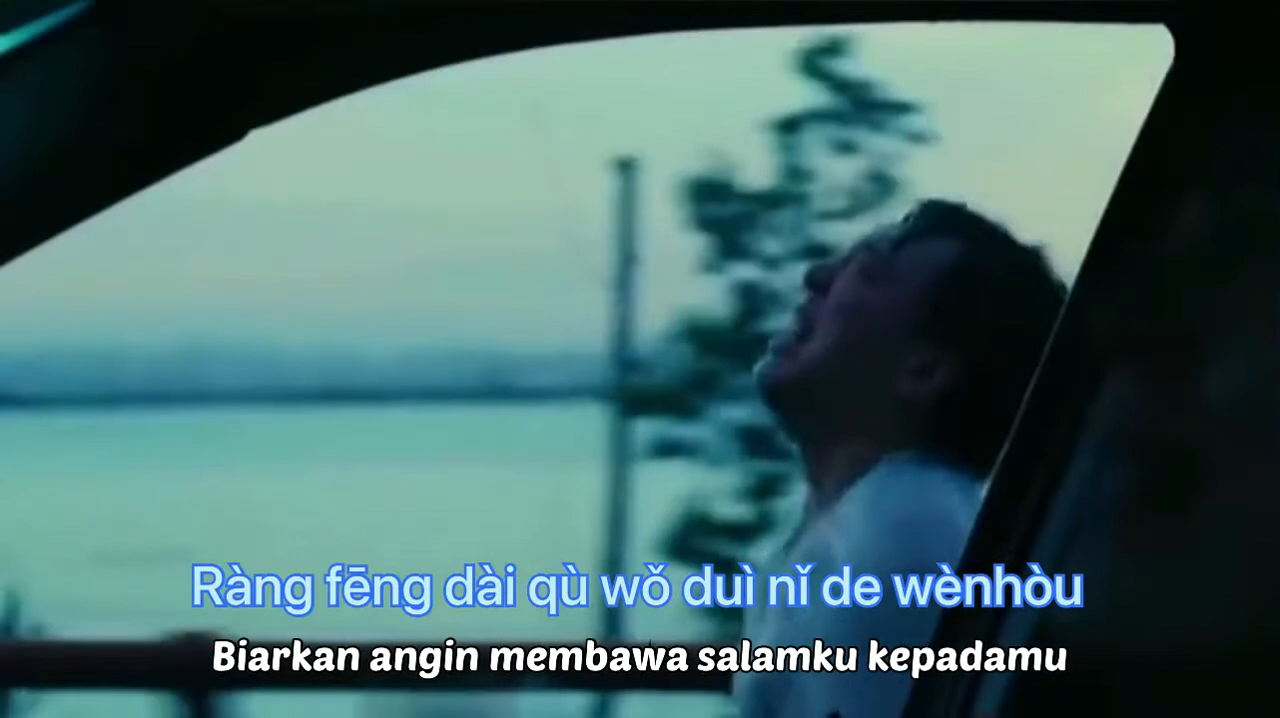 Ràng fēng dài qù wǒ duì nǐ de wènhòu
Biarkan angin membawa salamku kepadamu